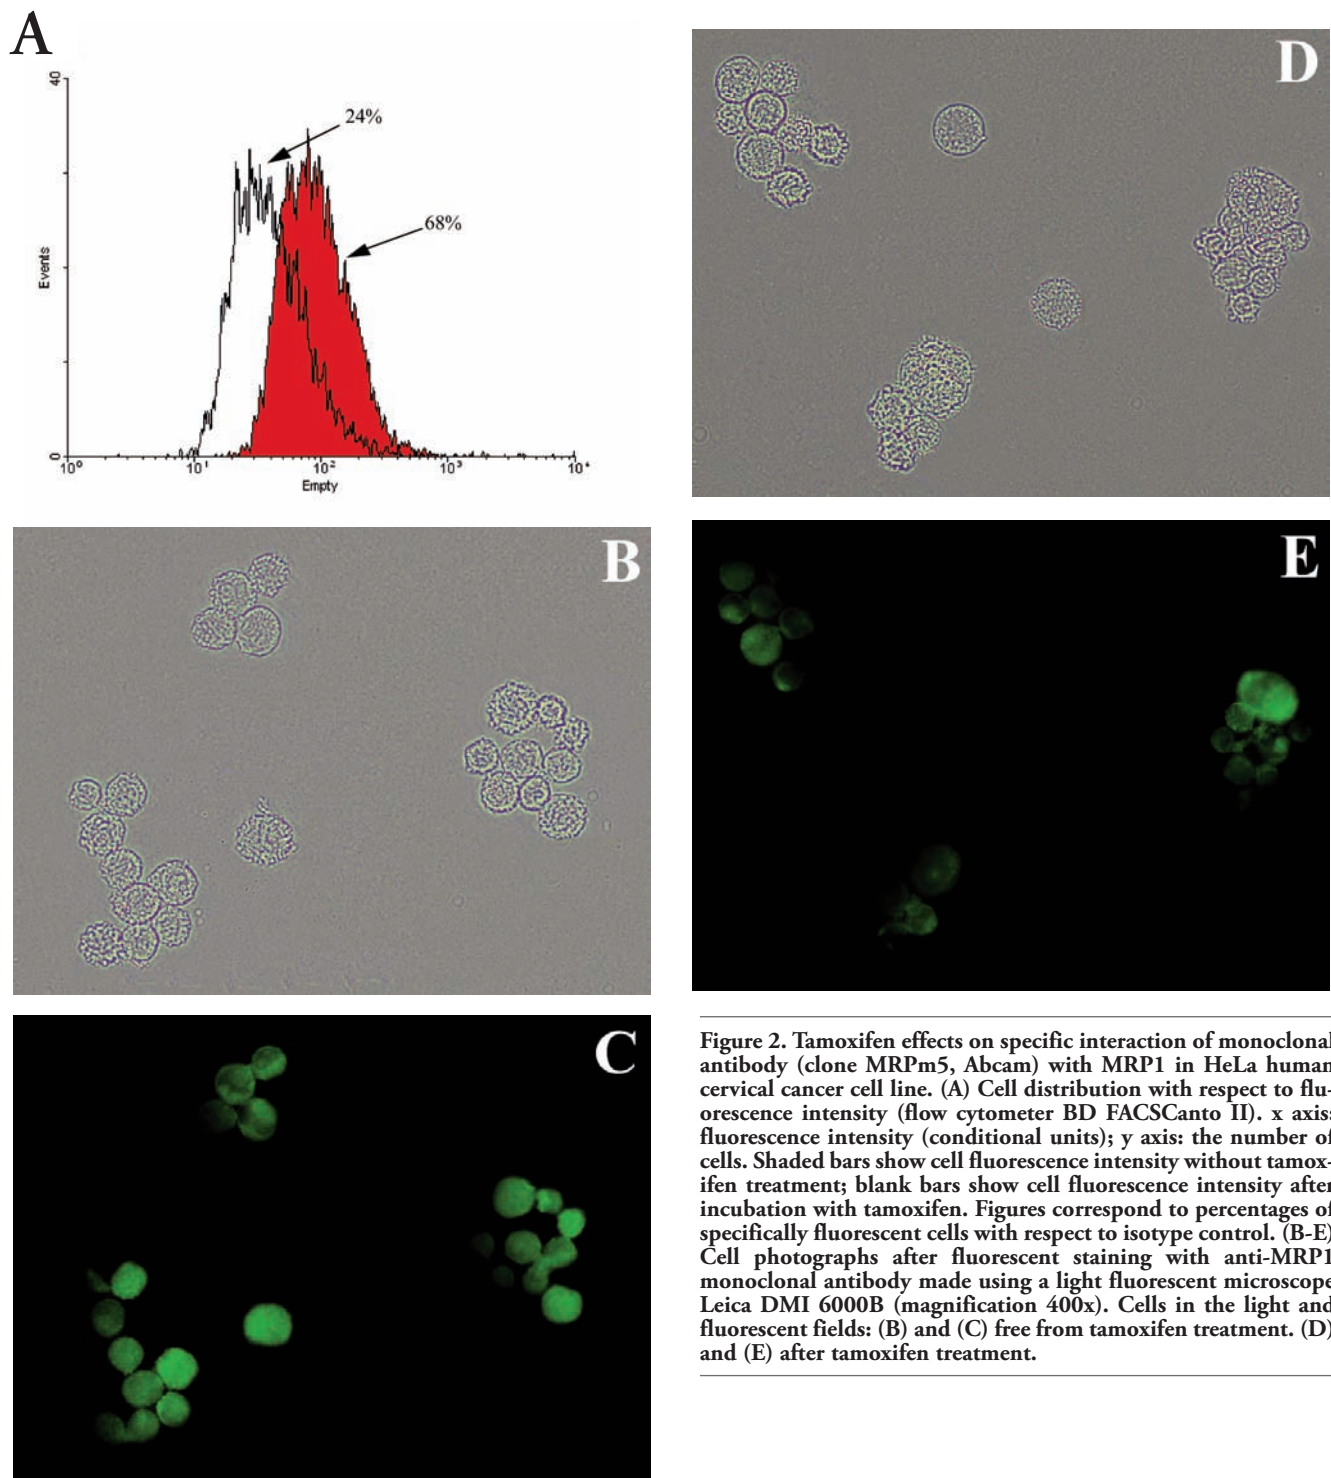 A
40
24%
68%
Events
0
10⁰
10¹
10²
10³
10⁴
Empty
B
C
D
E
Figure 2. Tamoxifen effects on specific interaction of monoclonal
antibody (clone MRPm5, Abcam) with MRP1 in HeLa human
cervical cancer cell line. (A) Cell distribution with respect to flu-
orescence intensity (flow cytometer BD FACSCanto II). x axis:
fluorescence intensity (conditional units); y axis: the number of
cells. Shaded bars show cell fluorescence intensity without tamox-
ifen treatment; blank bars show cell fluorescence intensity after
incubation with tamoxifen. Figures correspond to percentages of
specifically fluorescent cells with respect to isotype control. (B-E)
Cell photographs after fluorescent staining with anti-MRP1
monoclonal antibody made using a light fluorescent microscope
Leica DMI 6000B (magnification 400x). Cells in the light and
fluorescent fields: (B) and (C) free from tamoxifen treatment. (D)
and (E) after tamoxifen treatment.